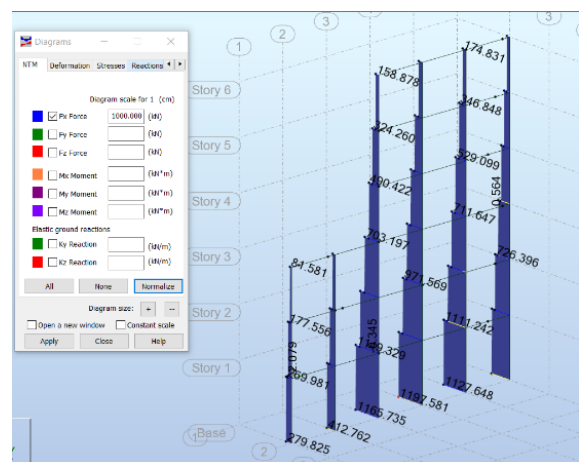 Diagrams
NTM Deformation Stresses Reactions
Diagram scale for 1 (cm)
Fx Force 1000.000 (kN)
Fy Force (kN)
Fz Force (kN)
Mx Moment (kN*m)
My Moment (kN*m)
Mz Moment (kN*m)
Elastic ground reactions
Ky Reaction (kN/m)
Kz Reaction (kN/m)
All None Normalize
Diagram size: + --
Open a new window Constant scale
Apply Close Help
1
2
3
3
Story 6
Story 5
Story 4
Story 3
Story 2
Story 1
Base
1
2
2
3
158.878
174.831
324.260
346.848
490.422
529.099
0.564
703.197
711.647
726.396
81.581
971.569
177.556
1111.242
269.981
1127.648
1165.735
1197.581
279.825
412.762